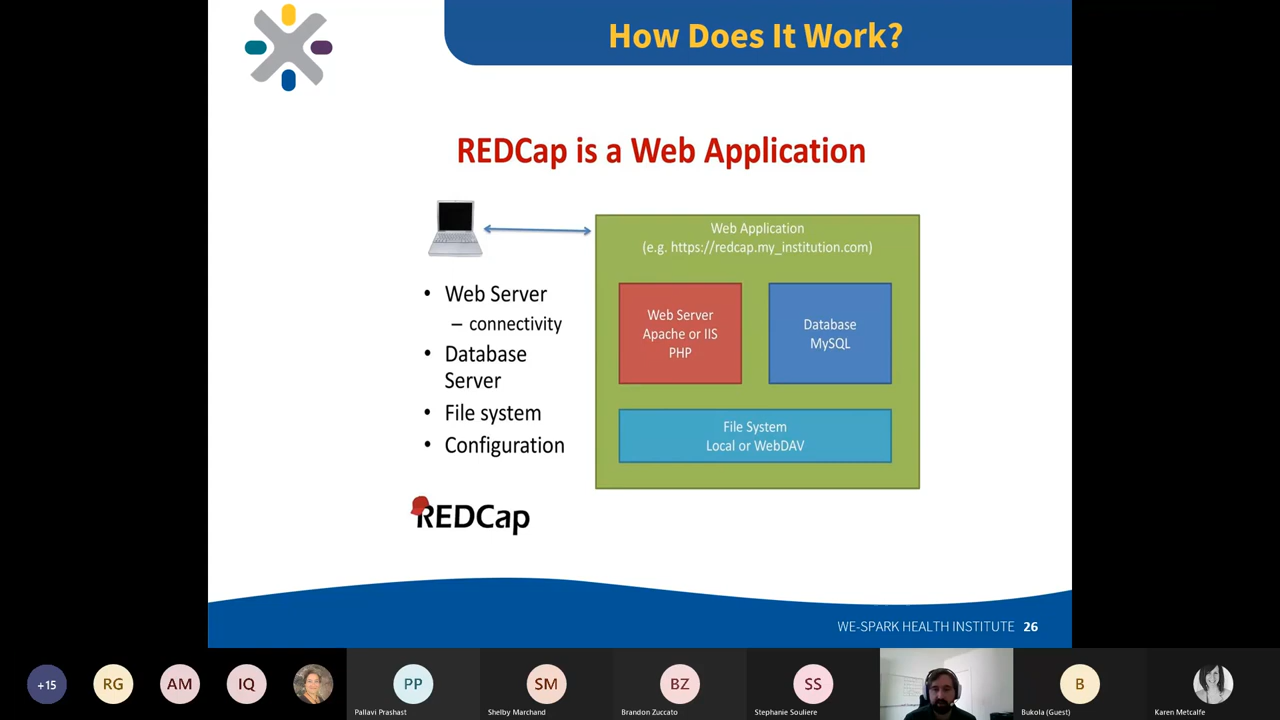 How Does It Work?
REDCap is a Web Application
Web Application
(e.g. https://redcap.my_institution.com)
• Web Server
– connectivity
• Database
Server
• File system
• Configuration
Web Server
Apache or IIS
PHP
Database
MySQL
File System
Local or WebDAV
REDCap
WE-SPARK HEALTH INSTITUTE 26
+15
RG
AM
IQ
PP
Pallavi Prashast
SM
Shelby Marchand
BZ
Brandon Zuccato
SS
Stephanie Souliere
B
Bukola (Guest)
Karen Metcalfe